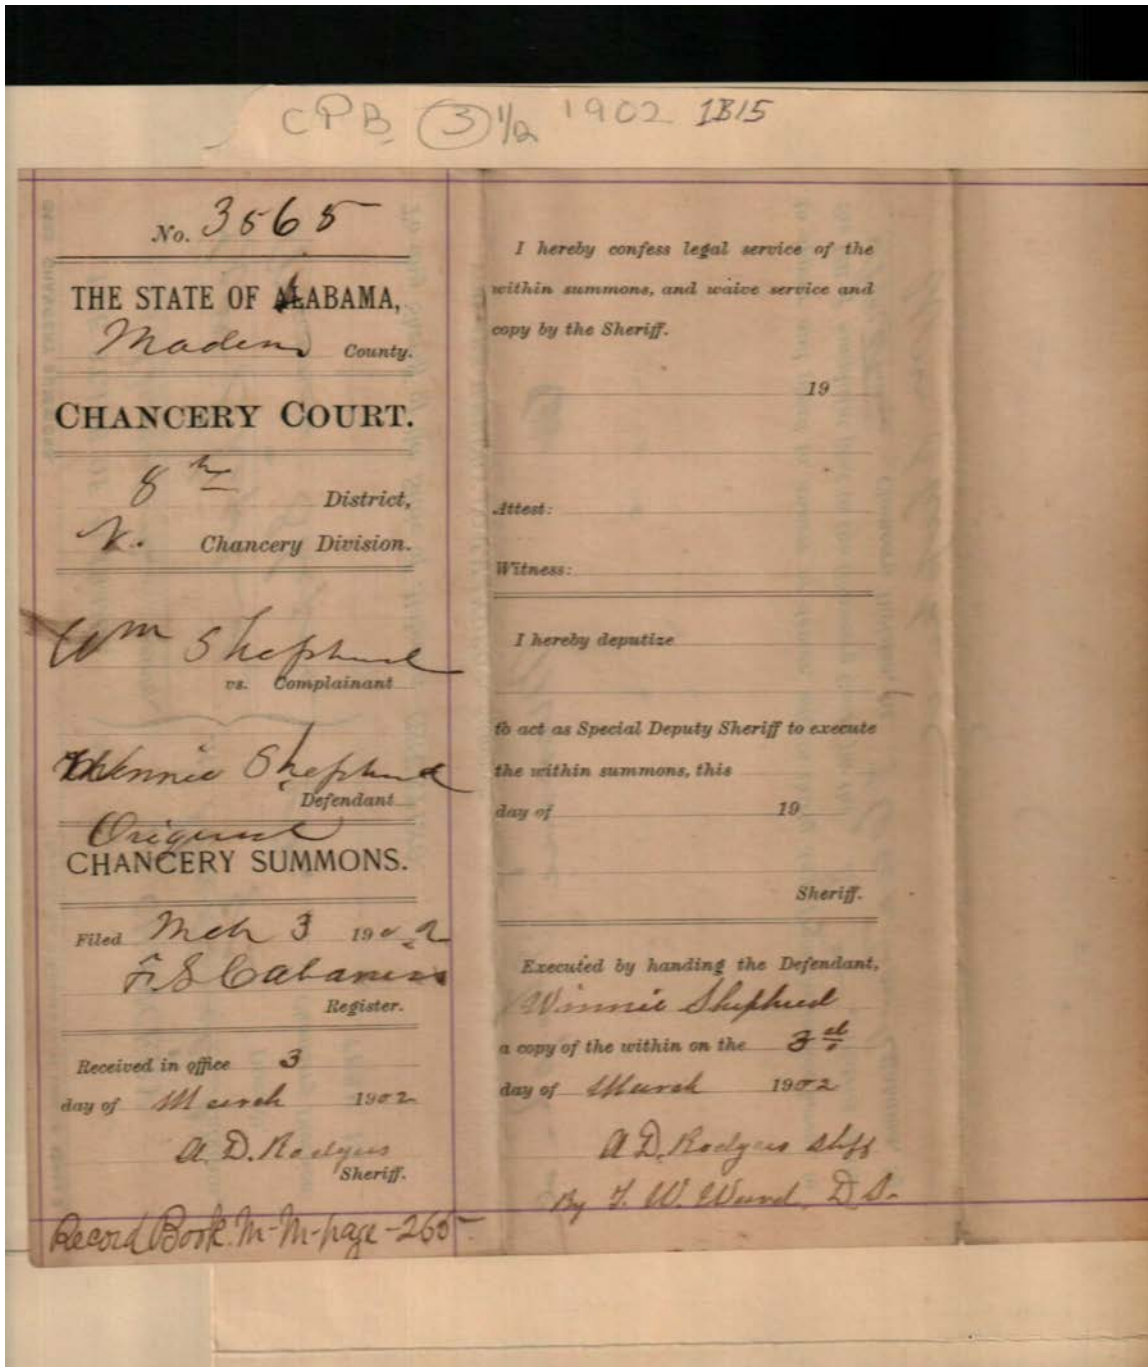 CPB 3 1/2 1902 1B15
No. 3565
THE STATE OF ALABAMA,
Madison County.
CHANCERY COURT.
8th District,
N. Chancery Division.
Wm Shepherd
vs. Complainant
Winnie Shepherd
Defendant
Original
CHANCERY SUMMONS.
Filed Mch 3 1902
F. S. Cabaniss
Register.
Received in office 3
day of March 1902
A. D. Rodgers
Sheriff.
Record Book M-M-page-265
I hereby confess legal service of the
within summons, and waive service and
copy by the Sheriff.
19
Attest:
Witness:
I hereby deputize
to act as Special Deputy Sheriff to execute
the within summons, this
day of 19
Sheriff.
Executed by handing the Defendant,
Winnie Shepherd
a copy of the within on the 3rd
day of March 1902
A D. Rodgers Shff
By W. D. S.